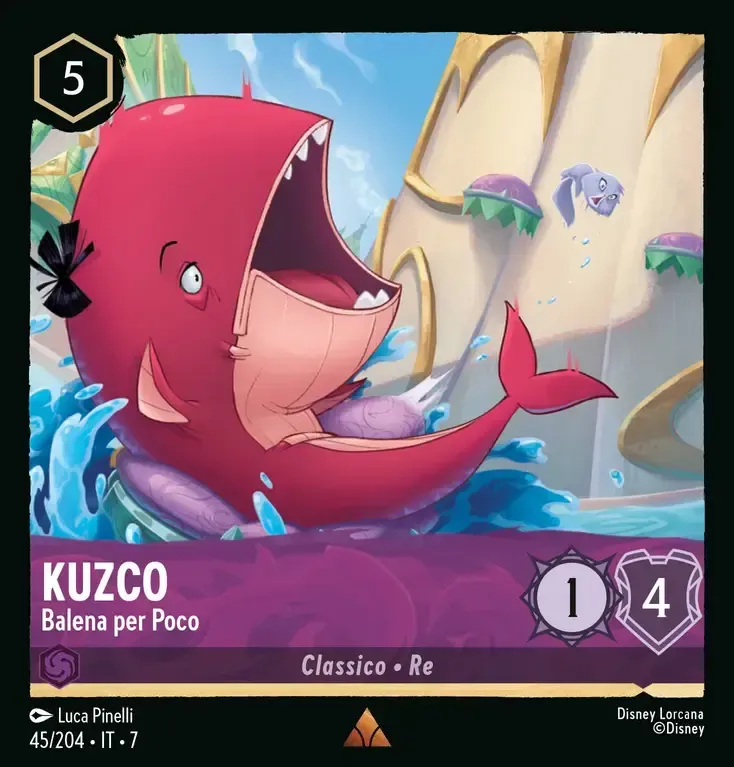 5
KUZCO
Balena per Poco
1
4
Classico • Re
Luca Pinelli
45/204 • IT • 7
Disney Lorcana
©Disney